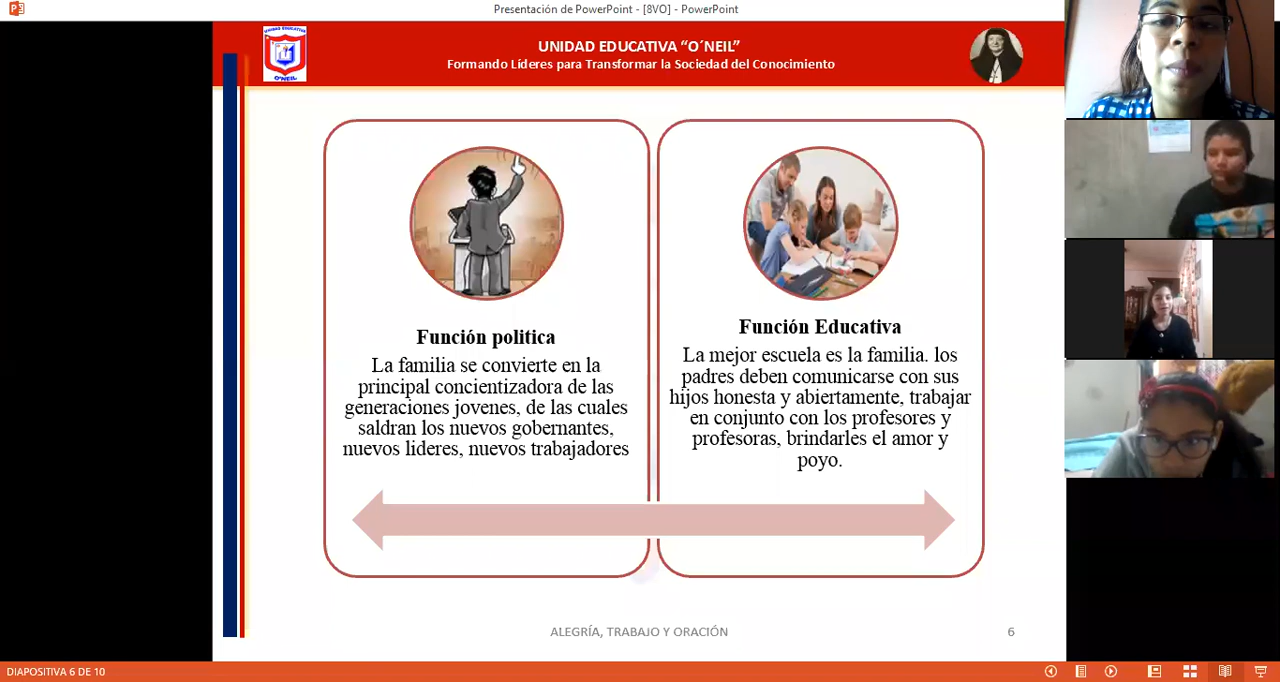 Presentación de PowerPoint - [8VO] - PowerPoint
UNIDAD EDUCATIVA “O´NEIL”
Formando Líderes para Transformar la Sociedad del Conocimiento
UNIDAD EDUCATIVA
O'NEIL
Función politica
La familia se convierte en la
principal concientizadora de las
generaciones jovenes, de las cuales
saldran los nuevos gobernantes,
nuevos lideres, nuevos trabajadores
Función Educativa
La mejor escuela es la familia. los
padres deben comunicarse con sus
hijos honesta y abiertamente, trabajar
en conjunto con los profesores y
profesoras, brindarles el amor y
poyo.
ALEGRÍA, TRABAJO Y ORACIÓN
6
DIAPOSITIVA 6 DE 10